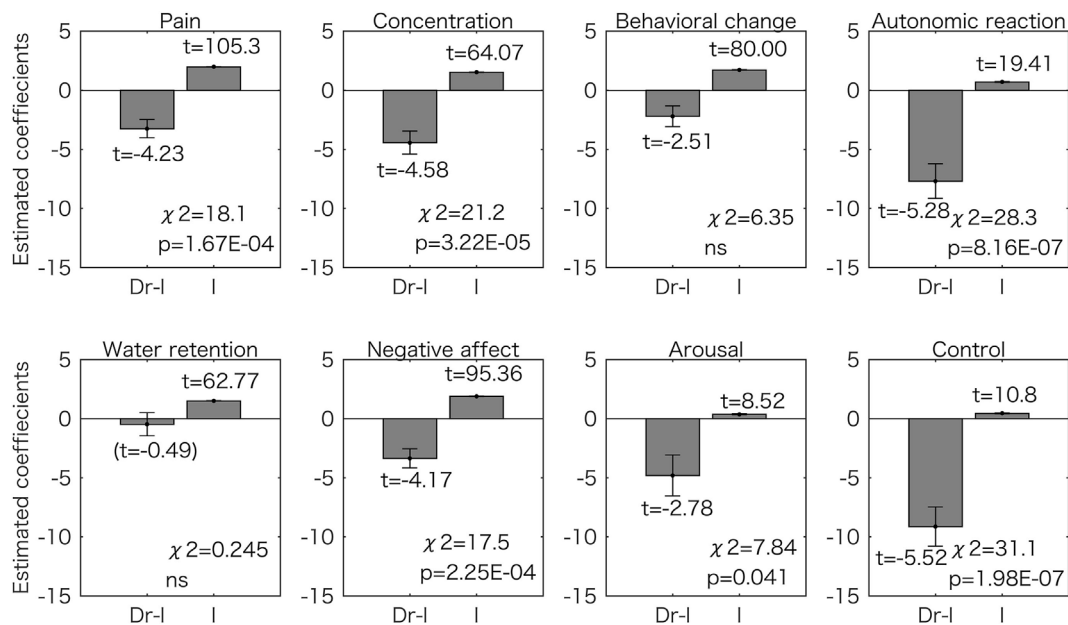 Pain
Estimated coeffiecients
5
0
-5
-10
-15
t=105.3
t=-4.23
χ2=18.1
p=1.67E-04
Dr-I
I
Concentration
5
0
-5
-10
-15
t=64.07
t=-4.58
χ2=21.2
p=3.22E-05
Dr-I
I
Behavioral change
5
0
-5
-10
-15
t=80.00
t=-2.51
χ2=6.35
ns
Dr-I
I
Autonomic reaction
5
0
-5
-10
-15
t=19.41
t=-5.28
χ2=28.3
p=8.16E-07
Dr-I
I
Water retention
Estimated coeffiecients
5
0
-5
-10
-15
t=62.77
(t=-0.49)
χ2=0.245
ns
Dr-I
I
Negative affect
5
0
-5
-10
-15
t=95.36
t=-4.17
χ2=17.5
p=2.25E-04
Dr-I
I
Arousal
5
0
-5
-10
-15
t=8.52
t=-2.78
χ2=7.84
p=0.041
Dr-I
I
Control
5
0
-5
-10
-15
t=10.8
t=-5.52
χ2=31.1
p=1.98E-07
Dr-I
I